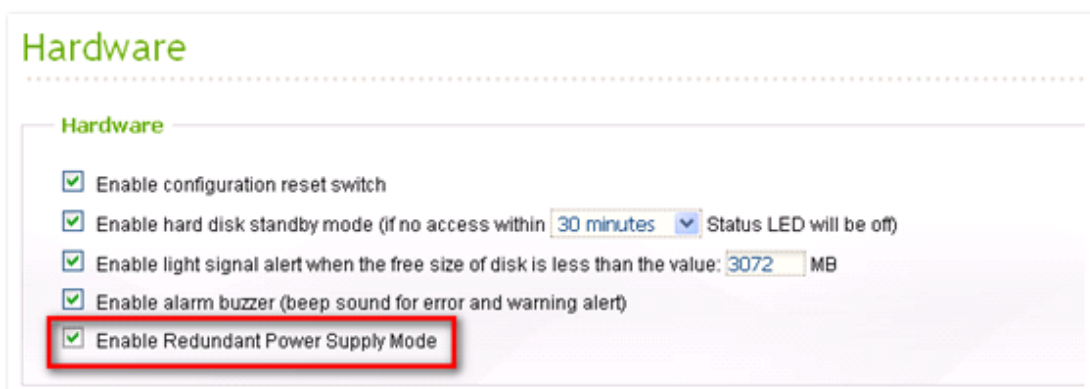 Hardware
Hardware
Enable configuration reset switch
Enable hard disk standby mode (if no access within 30 minutes Status LED will be off)
Enable light signal alert when the free size of disk is less than the value: 3072 MB
Enable alarm buzzer (beep sound for error and warning alert)
Enable Redundant Power Supply Mode